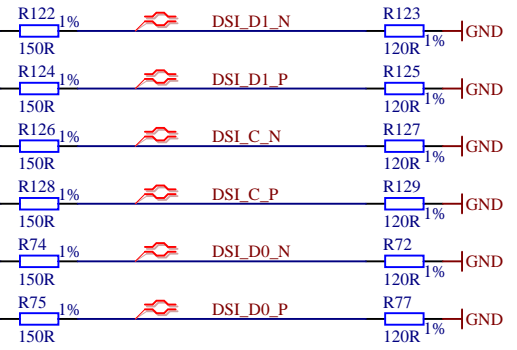 R122 1% DSI_D1_N R123 1% GND
150R 120R
R124 1% DSI_D1_P R125 1% GND
150R 120R
R126 1% DSI_C_N R127 1% GND
150R 120R
R128 1% DSI_C_P R129 1% GND
150R 120R
R74 1% DSI_D0_N R72 1% GND
150R 120R
R75 1% DSI_D0_P R77 1% GND
150R 120R